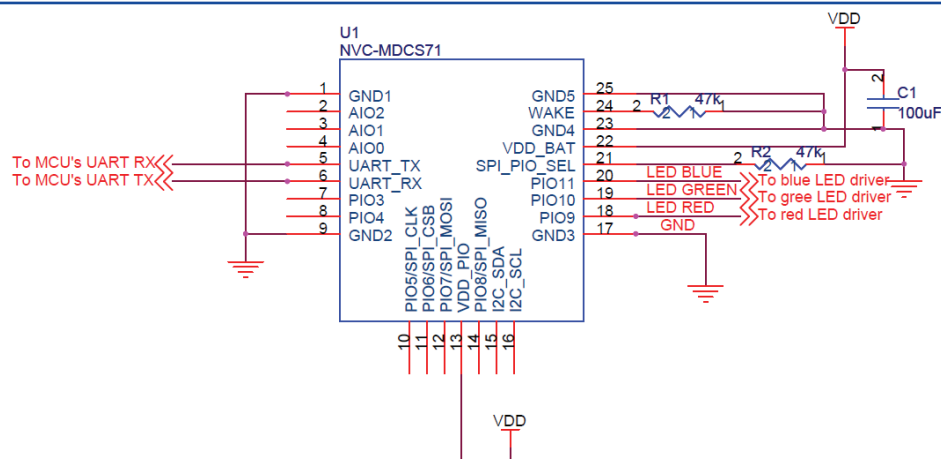 VDD
U1
NVC-MDCS71
2
C1
100uF
1
1 GND1
2 AIO2
3 AIO1
4 AIO0
To MCU's UART RX 5 UART_TX
To MCU's UART TX 6 UART_RX
7 PIO3
8 PIO4
9 GND2
GND5 25
WAKE 24 2 R1 47k 1
GND4 23
VDD_BAT 22
SPI_PIO_SEL 21 2 R2 47k 1
PIO11 20 LED BLUE To blue LED driver
PIO10 19 LED GREEN To gree LED driver
PIO9 18 LED RED To red LED driver
GND3 17 GND
PIO5/SPI_CLK 10
PIO6/SPI_CSB 11
PIO7/SPI_MOSI 12
VDD_PIO 13
PIO8/SPI_MISO 14
I2C_SDA 15
I2C_SCL 16
VDD